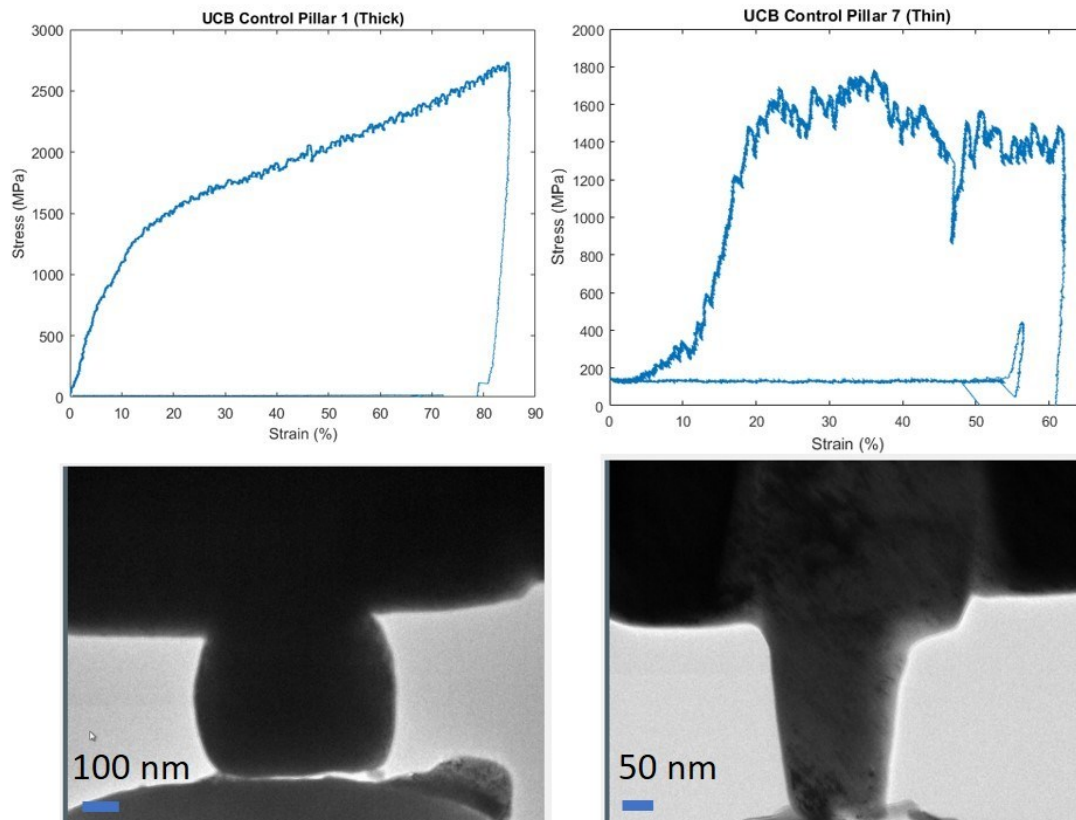 UCB Control Pillar 1 (Thick)
3000
2500
2000
1500
1000
500
0
Stress (MPa)
0 10 20 30 40 50 60 70 80 90
Strain (%)
UCB Control Pillar 7 (Thin)
2000
1800
1600
1400
1200
1000
800
600
400
200
0
Stress (MPa)
0 10 20 30 40 50 60
Strain (%)
100 nm
50 nm